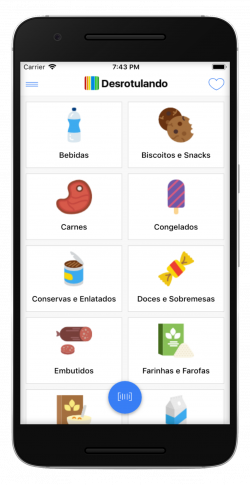 Carrier 7:43 PM
Desrotulando
Bebidas Biscoitos e Snacks
Carnes Congelados
Conservas e Enlatados Doces e Sobremesas
Embutidos Farinhas e Farofas